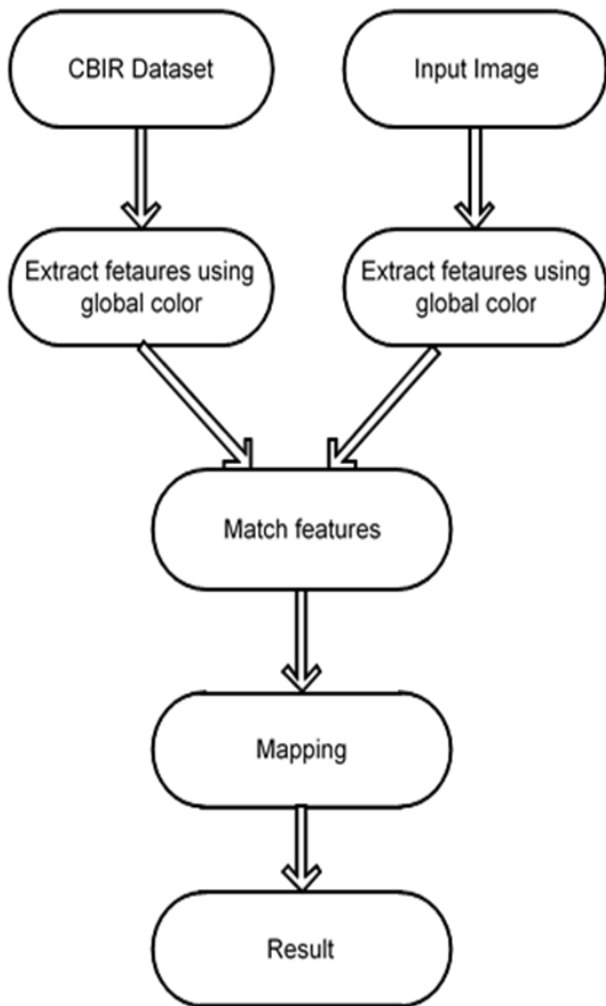 CBIR Dataset
Input Image
Extract fetaures using
global color
Extract fetaures using
global color
Match features
Mapping
Result